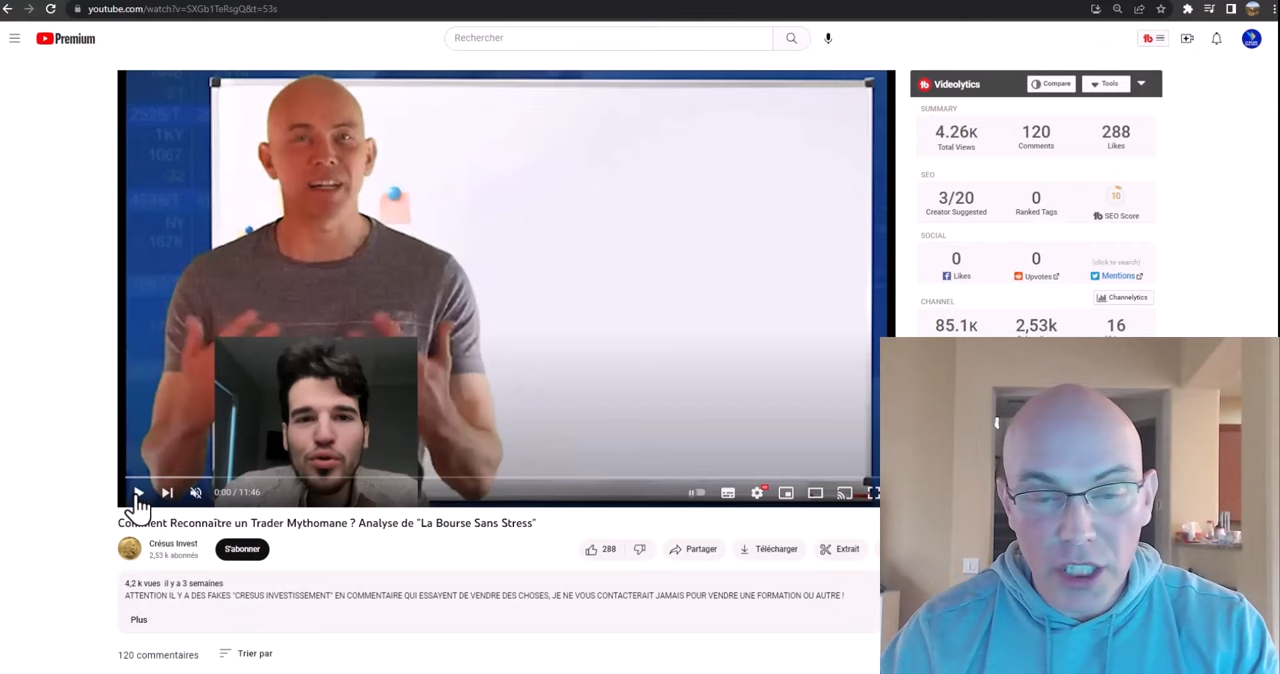 youtube.com/watch?v=SXGb1TeRsgQ&t=53s
Premium
Rechercher
Videolytics
Compare
Tools
SUMMARY
4.26K
120
288
Total Views
Comments
Likes
SEO
3/20
0
10
Creator Suggested
Ranked Tags
SEO Score
SOCIAL
0
0
(click to search)
Likes
Upvotes
Mentions
CHANNEL
Channelytics
85.1K
2,53k
16
1067
0:00 / 11:46
Reconnaître un Trader Mythomane ? Analyse de "La Bourse Sans Stress"
Crésus Invest
2,53 k abonnés
S'abonner
288
Partager
Télécharger
Extrait
4,2 k vues il y a 3 semaines
ATTENTION IL Y A DES FAKES "CRESUS INVESTISSEMENT" EN COMMENTAIRE QUI ESSAYENT DE VENDRE DES CHOSES, JE NE VOUS CONTACTERAIT JAMAIS POUR VENDRE UNE FORMATION OU AUTRE !
Plus
120 commentaires
Trier par